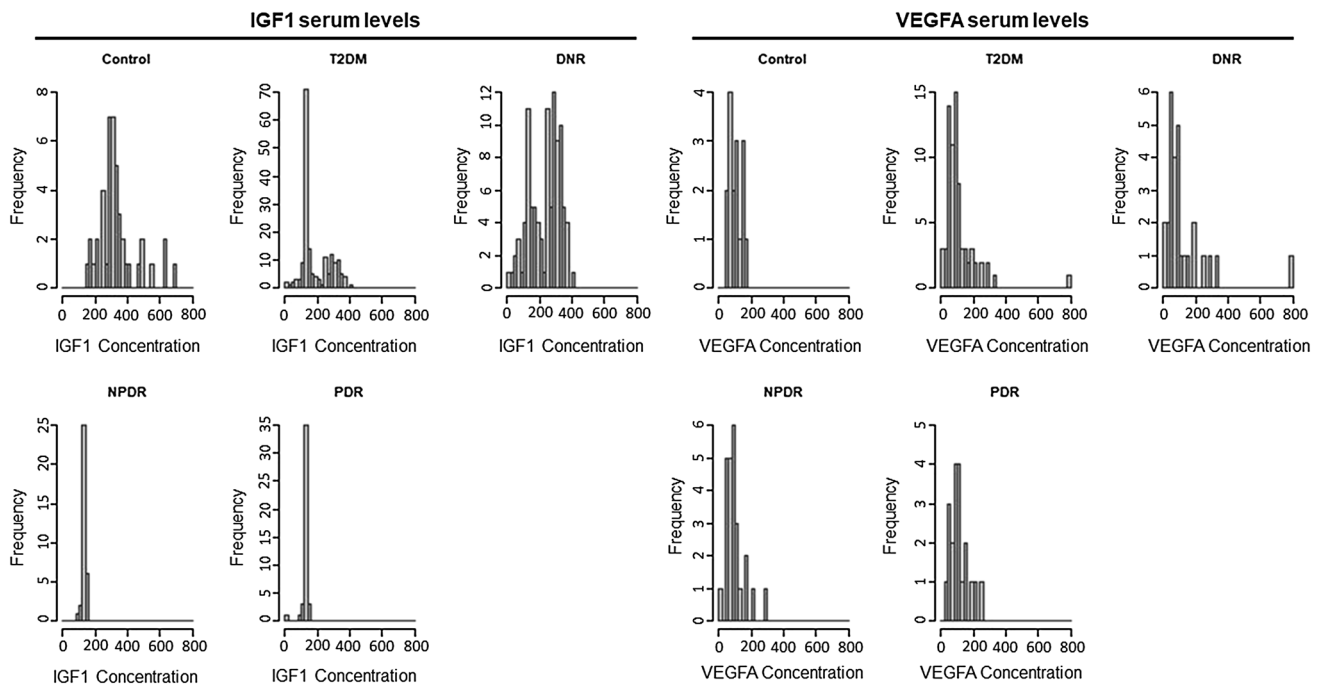 IGF1 serum levels
VEGFA serum levels
Control
T2DM
DNR
Control
T2DM
DNR
Frequency
0 2 4 6 8
0 200 400 600 800
IGF1 Concentration
Frequency
0 10 20 30 40 50 60 70
0 200 400 600 800
IGF1 Concentration
Frequency
0 2 4 6 8 10 12
0 200 400 600 800
IGF1 Concentration
Frequency
0 1 2 3 4
0 200 400 600 800
VEGFA Concentration
Frequency
0 5 10 15
0 200 400 600 800
VEGFA Concentration
Frequency
0 1 2 3 4 5 6
0 200 400 600 800
VEGFA Concentration
NPDR
PDR
NPDR
PDR
Frequency
0 5 10 15 20 25
0 200 400 600 800
IGF1 Concentration
Frequency
0 5 10 15 20 25 30 35
0 200 400 600 800
IGF1 Concentration
Frequency
0 1 2 3 4 5 6
0 200 400 600 800
VEGFA Concentration
Frequency
0 1 2 3 4 5
0 200 400 600 800
VEGFA Concentration